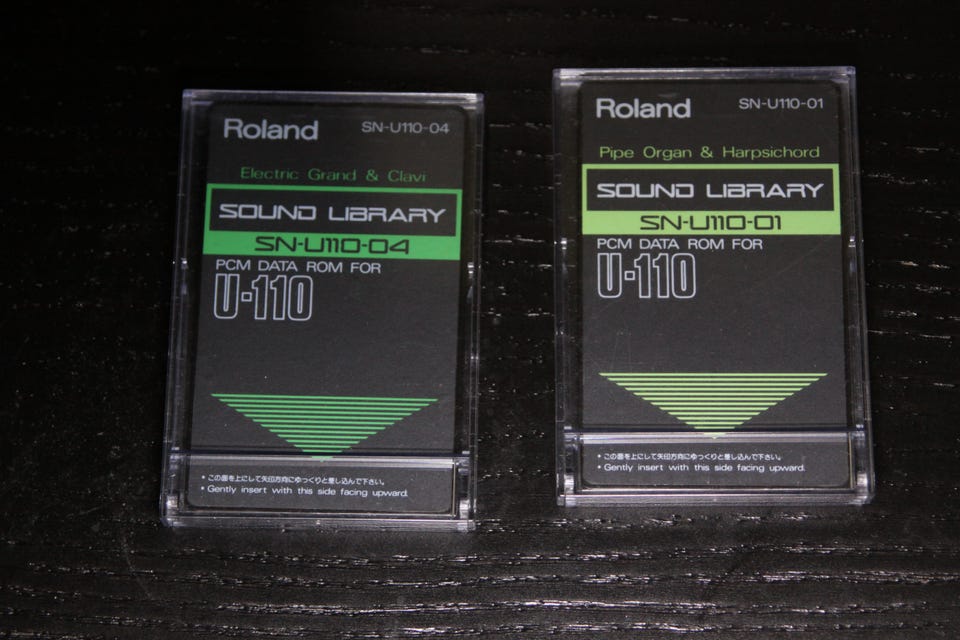 Roland SN-U110-04
Electric Grand & Clavi
SOUND LIBRARY
SN-U110-04
PCM DATA ROM FOR
U-110
• この面を上にして矢印方向にゆっくりと差し込んで下さい。
• Gently insert with this side facing upward.
Roland SN-U110-01
Pipe Organ & Harpsichord
SOUND LIBRARY
SN-U110-01
PCM DATA ROM FOR
U-110
• この面を上にして矢印方向にゆっくりと差し込んで下さい。
• Gently insert with this side facing upward.